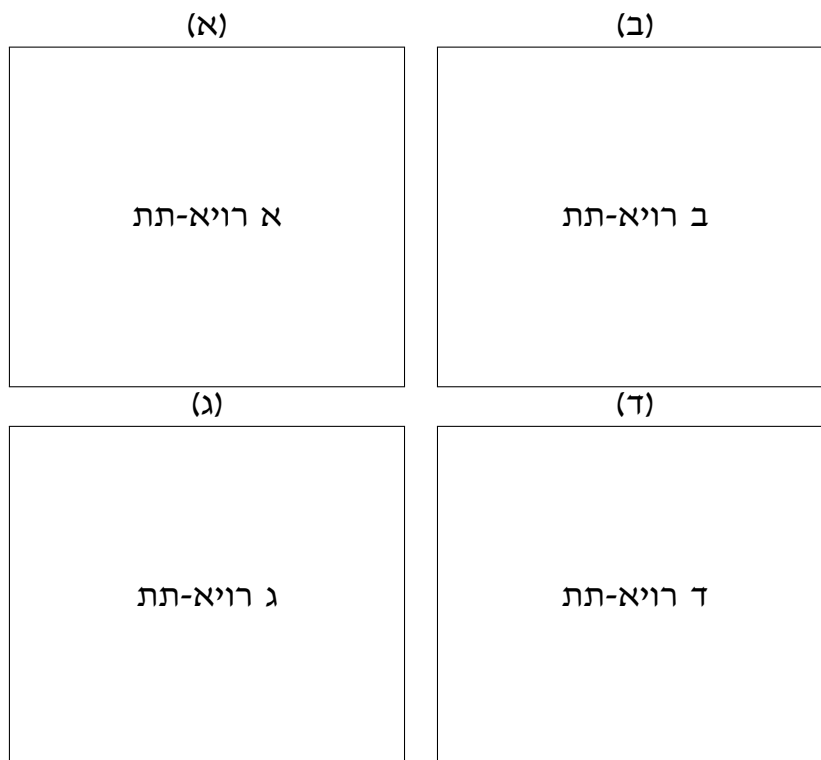 (א)
(ב)
א רויא-תת
ב רויא-תת
(ג)
(ד)
ג רויא-תת
ד רויא-תת